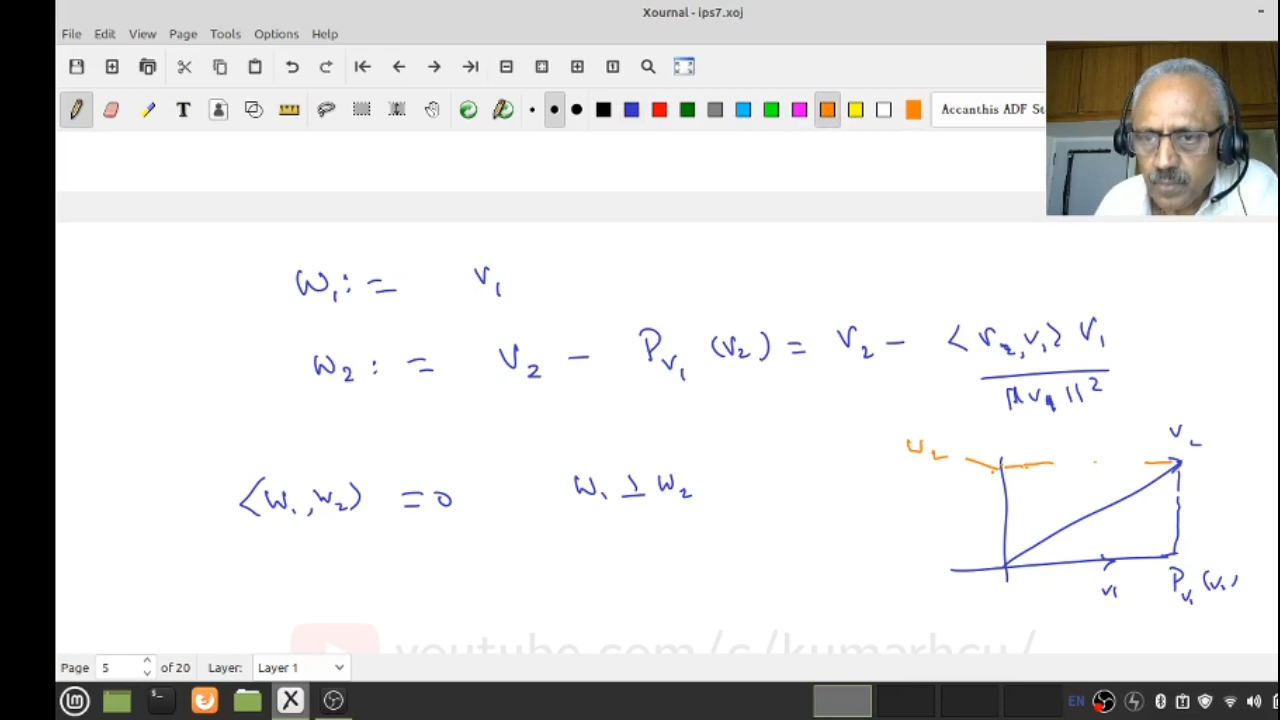 Xournal - ips7.xoj
File Edit View Page Tools Options Help
Accanthis ADF St
w₁ := v₁
w₂ := v₂ - P_{v₁} (v₂) = v₂ - <v₂, v₁> v₁ / ||v₁||²
v₂
w₂
<w₁, w₂> = 0 w₁ ⊥ w₂
v₁ P_{v₁} (v₂)
youtube.com/c/kumarhcu/
Page 5 of 20 Layer: Layer 1
EN